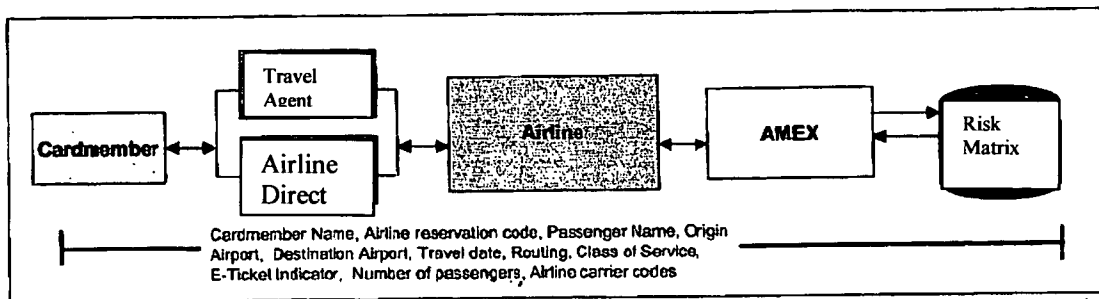 Travel
Agent
Cardmember
Airline
Direct
Airline
AMEX
Risk
Matrix
Cardmember Name, Airline reservation code, Passenger Name, Origin
Airport, Destination Airport, Travel date, Routing, Class of Service,
E-Ticket Indicator, Number of passengers, Airline carrier codes